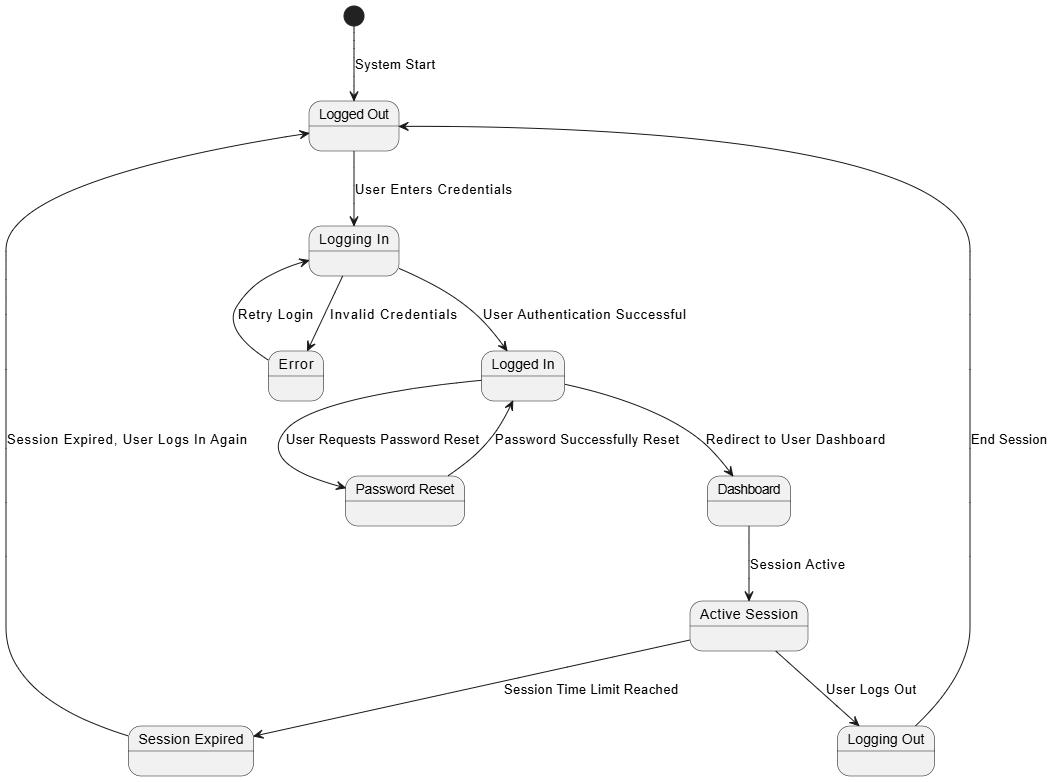 System Start
Logged Out
User Enters Credentials
Logging In
Retry Login
Invalid Credentials
User Authentication Successful
Error
Logged In
Session Expired, User Logs In Again
User Requests Password Reset
Password Successfully Reset
Redirect to User Dashboard
End Session
Password Reset
Dashboard
Session Active
Active Session
Session Time Limit Reached
User Logs Out
Session Expired
Logging Out